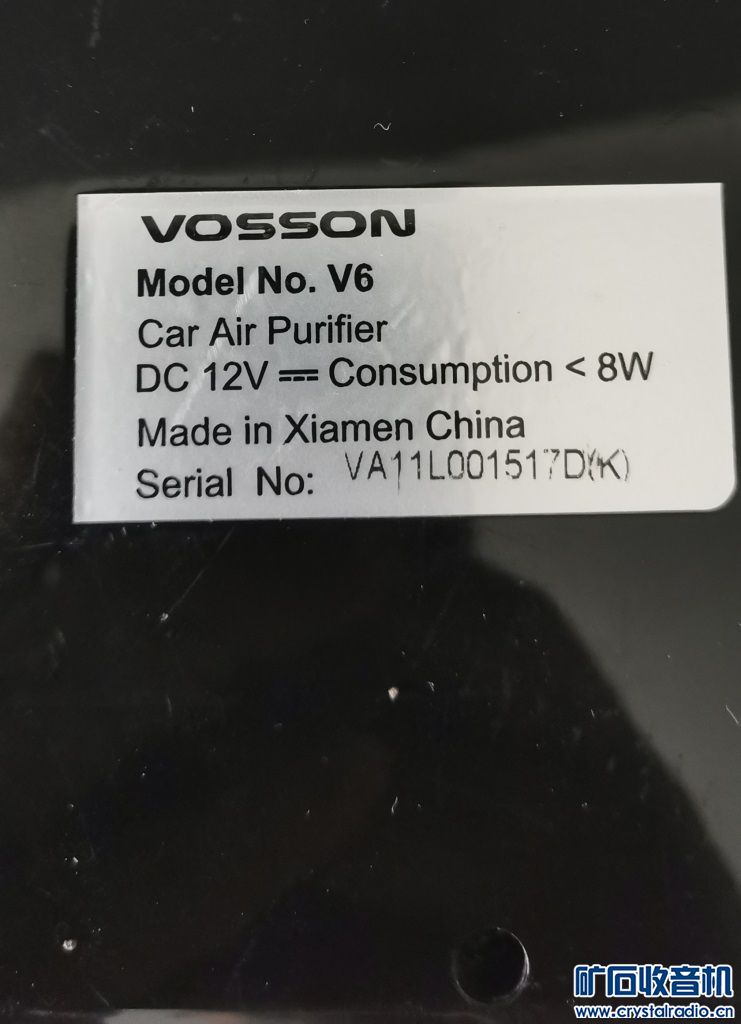 VOSSON
Model No. V6
Car Air Purifier
DC 12V ⎓ Consumption < 8W
Made in Xiamen China
Serial No: VA11L001517D(K)
矿石收音机
www.crystalradio.cn